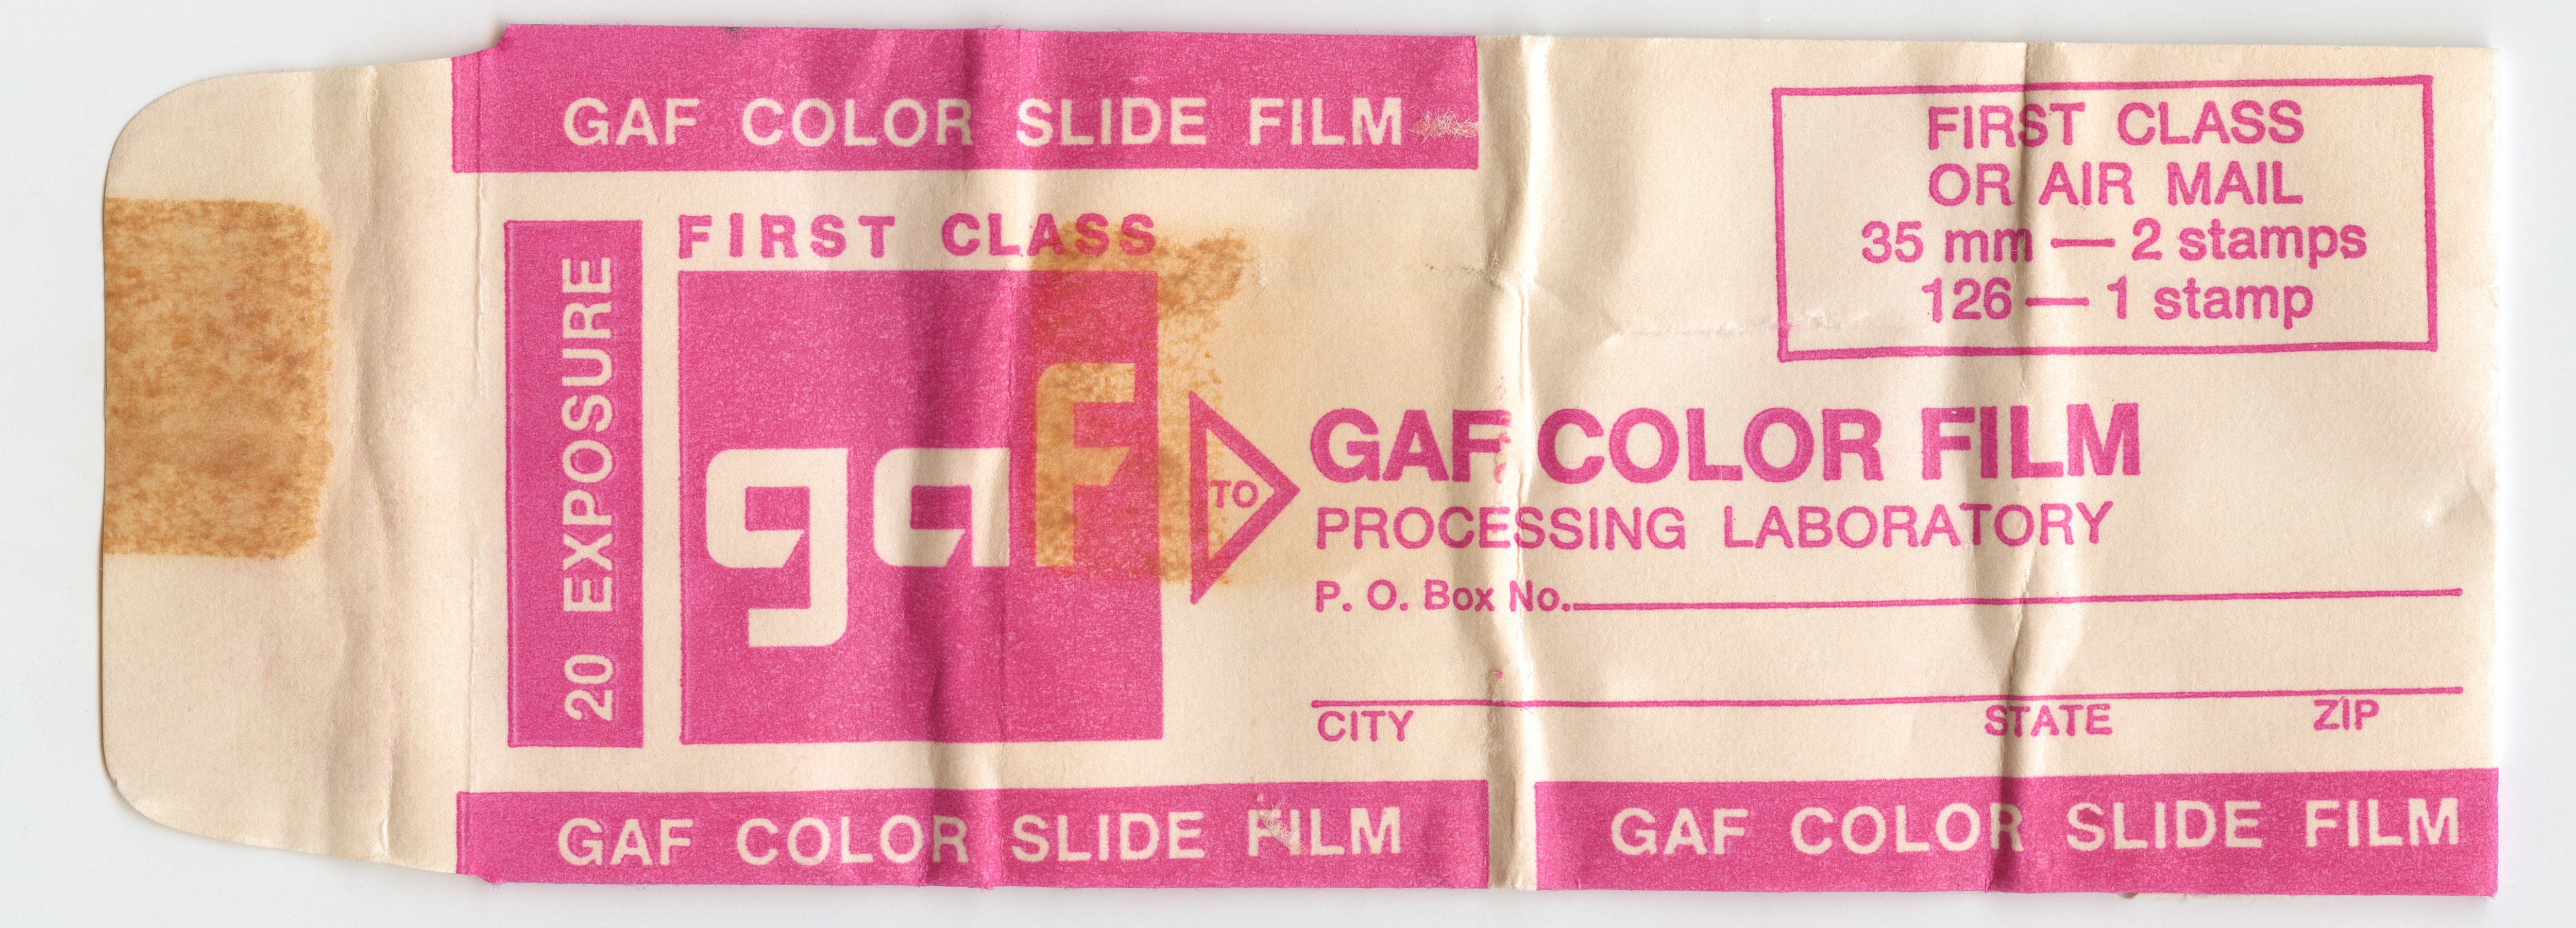 GAF COLOR SLIDE FILM
FIRST CLASS
OR AIR MAIL
35 mm — 2 stamps
126 — 1 stamp
20 EXPOSURE
FIRST CLASS
gaf
TO
GAF COLOR FILM
PROCESSING LABORATORY
P. O. Box No.
CITY STATE ZIP
GAF COLOR SLIDE FILM
GAF COLOR SLIDE FILM